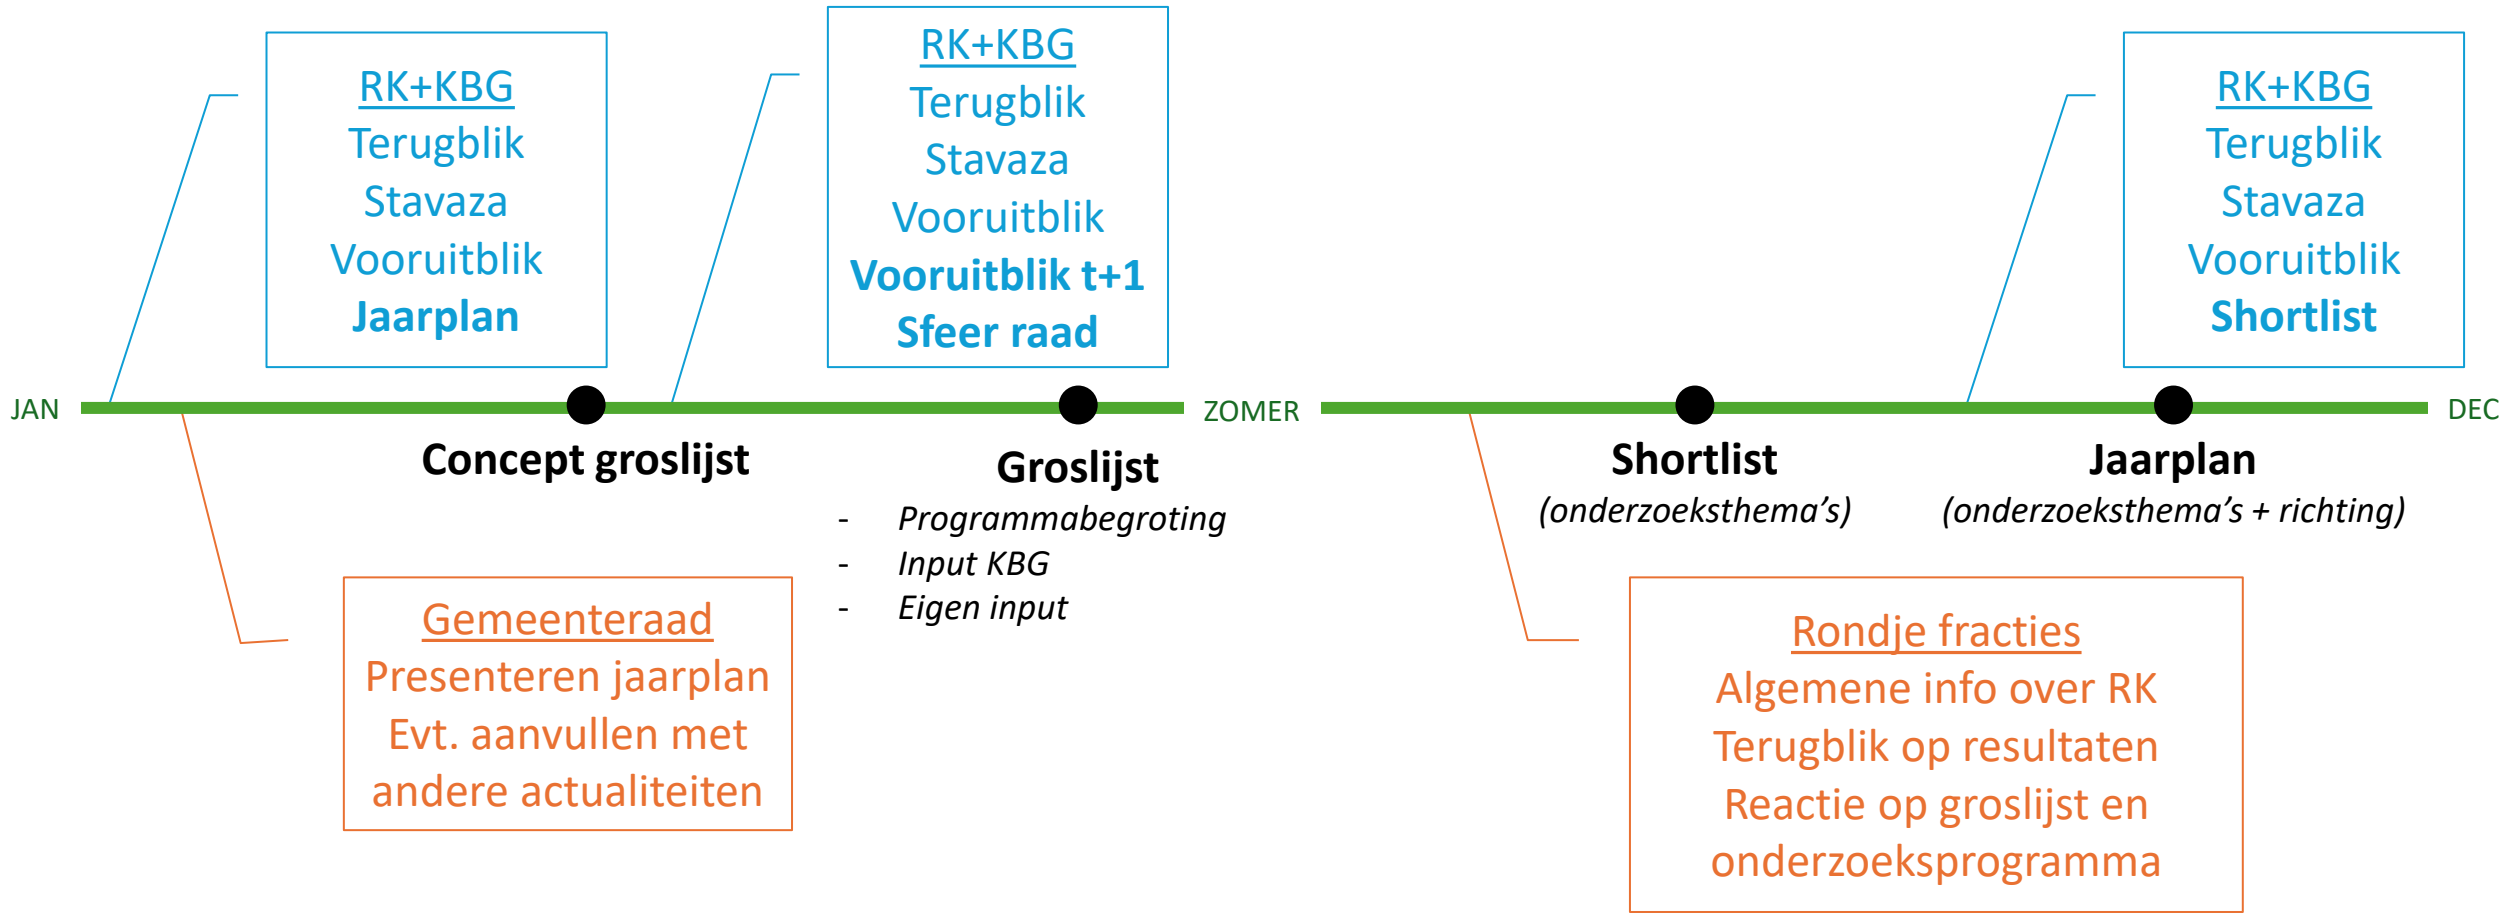 RK+KBG
Terugblik
Stavaza
Vooruitblik
Jaarplan
RK+KBG
Terugblik
Stavaza
Vooruitblik
Vooruitblik t+1
Sfeer raad
RK+KBG
Terugblik
Stavaza
Vooruitblik
Shortlist
JAN
ZOMER
DEC
Concept groslijst
Groslijst
- Programmabegroting
- Input KBG
- Eigen input
Shortlist
(onderzoeksthema’s)
Jaarplan
(onderzoeksthema’s + richting)
Gemeenteraad
Presenteren jaarplan
Evt. aanvullen met
andere actualiteiten
Rondje fracties
Algemene info over RK
Terugblik op resultaten
Reactie op groslijst en
onderzoeksprogramma